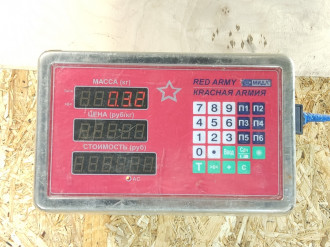 МАССА (кг)
0.32
ЦЕНА (руб/кг)
СТОИМОСТЬ (руб)
RED ARMY МИДЛ
КРАСНАЯ АРМИЯ
7 8 9 П1 П2
4 5 6 П3 П4
1 2 3 П5
0 П6
T + C